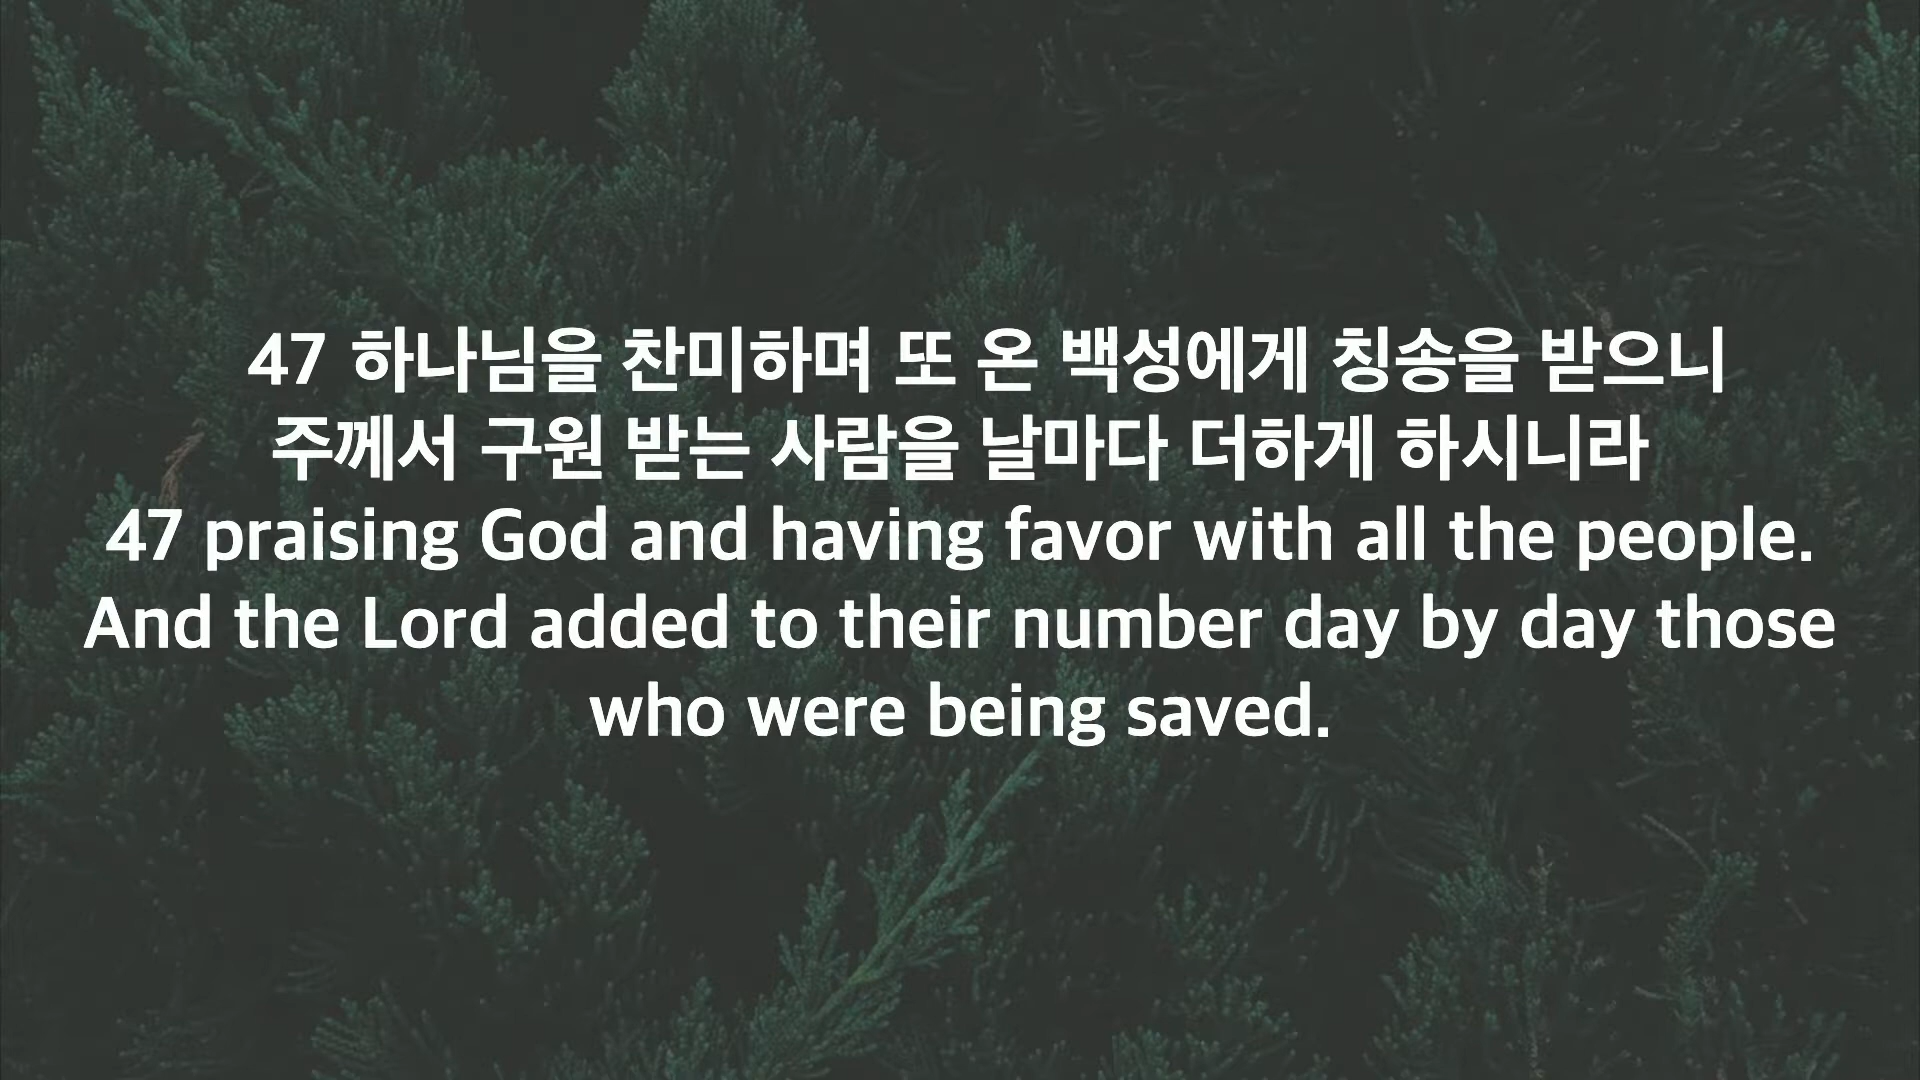 47 하나님을 찬미하며 또 온 백성에게 칭송을 받으니
주께서 구원 받는 사람을 날마다 더하게 하시니라
47 praising God and having favor with all the people.
And the Lord added to their number day by day those
who were being saved.